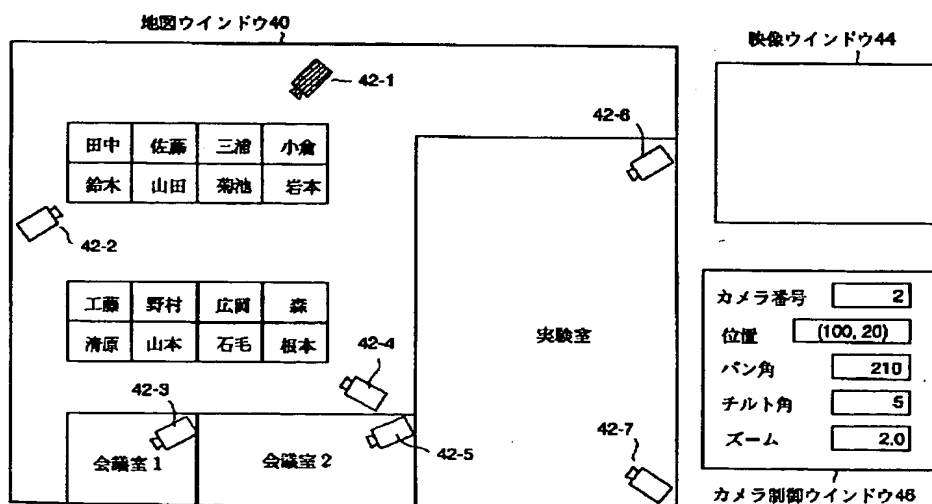 地図ウインドウ40
映像ウインドウ44
42-1
42-6
田中 佐藤 三浦 小倉
鈴木 山田 菊池 岩本
42-2
カメラ番号 2
工藤 野村 広岡 森
位置 (100, 20)
清原 山本 石毛 根本
実験室
42-4
パン角 210
42-3
チルト角 5
ズーム 2.0
会議室1
会議室2
42-5
42-7
カメラ制御ウインドウ46